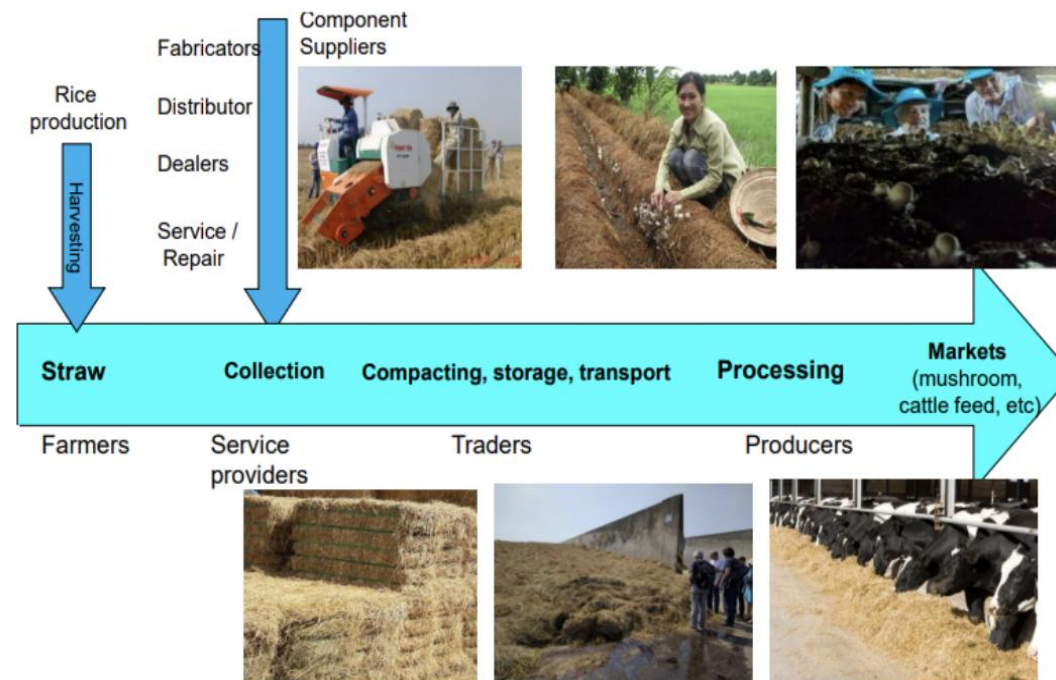 Component
Suppliers
Fabricators
Distributor
Dealers
Service /
Repair
Rice
production
Harvesting
Straw
Collection
Compacting, storage, transport
Processing
Markets
(mushroom,
cattle feed, etc)
Farmers
Service
providers
Traders
Producers